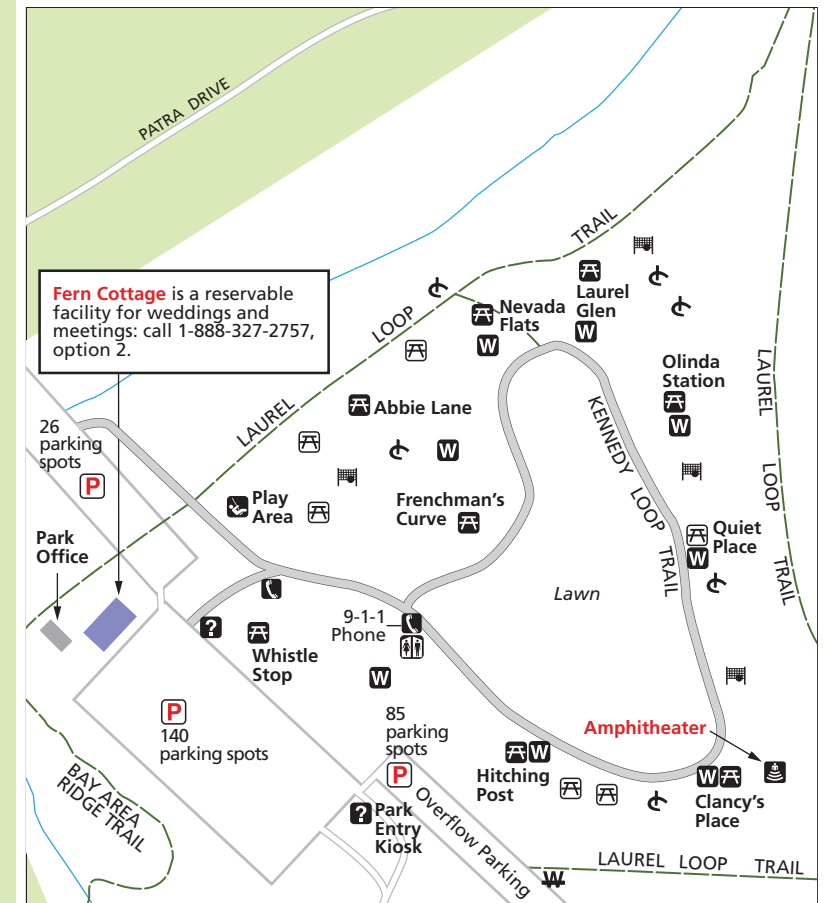 PATRA DRIVE
TRAIL
Fern Cottage is a reservable
facility for weddings and
meetings: call 1-888-327-2757,
option 2.
LOOP
Nevada
Flats
W
Laurel
Glen
W
Olinda
Station
W
LAUREL
Abbie Lane
W
KENNEDY LOOP TRAIL
LAUREL LOOP TRAIL
26
parking
spots
P
Play
Area
Frenchman's
Curve
Quiet
Place
W
Park
Office
Lawn
9-1-1
Phone
?
Whistle
Stop
W
P
140
parking spots
85
parking
spots
P
Amphitheater
W
Hitching
Post
W
Clancy's
Place
BAY AREA
RIDGE TRAIL
?
Park
Entry
Kiosk
Overflow Parking
W
LAUREL LOOP TRAIL